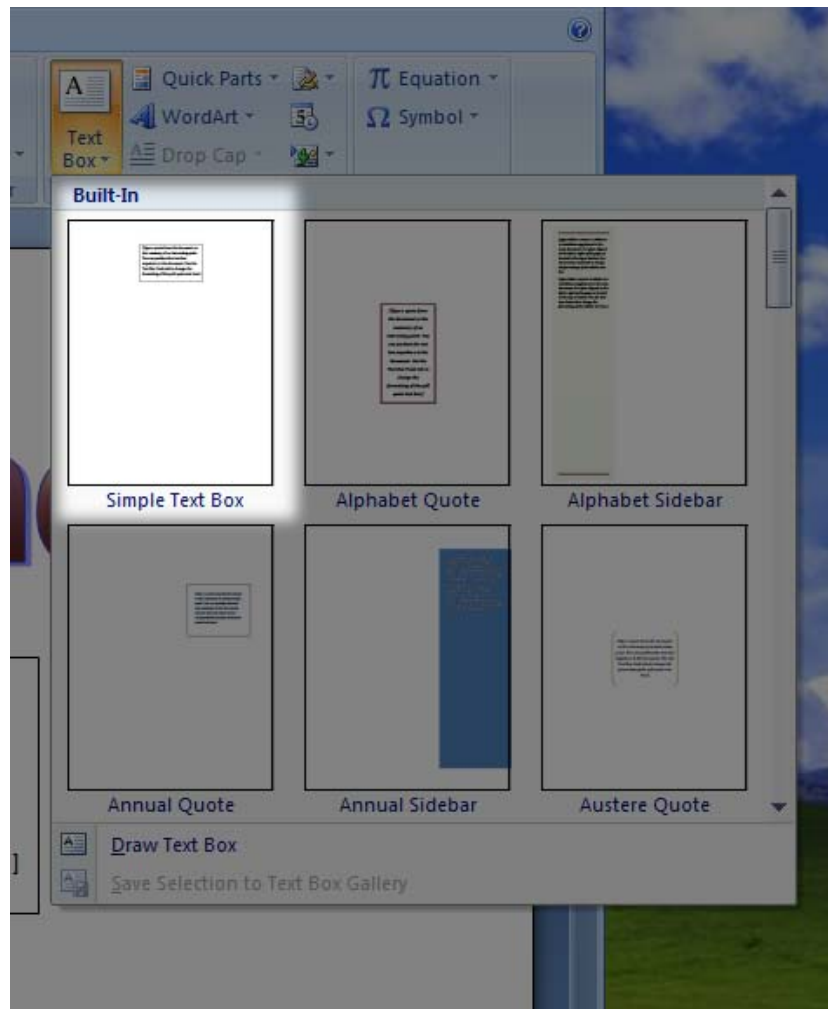 Quick Parts
π Equation
A
WordArt
Ω Symbol
Text
Box
Drop Cap
Built-In
Simple Text Box
Alphabet Quote
Alphabet Sidebar
Annual Quote
Annual Sidebar
Austere Quote
Draw Text Box
]
Save Selection to Text Box Gallery